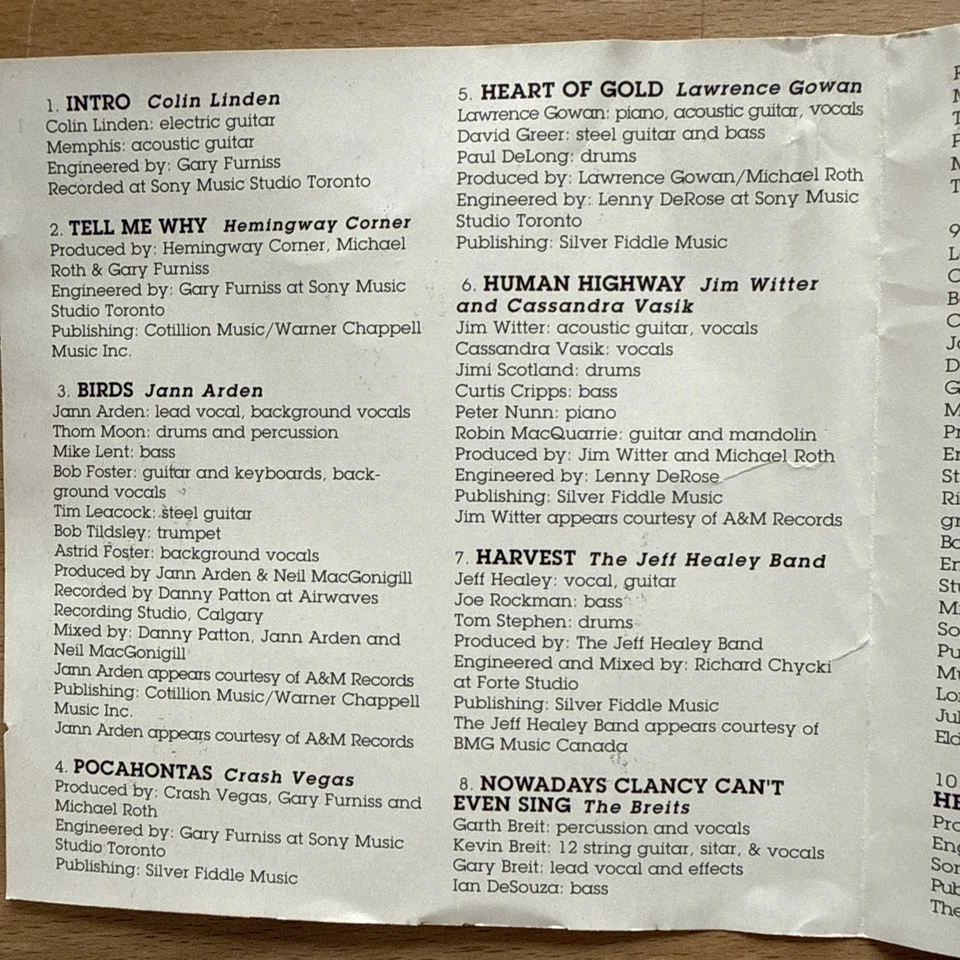 1. INTRO Colin Linden
Colin Linden: electric guitar
Memphis: acoustic guitar
Engineered by: Gary Furniss
Recorded at Sony Music Studio Toronto
2. TELL ME WHY Hemingway Corner
Produced by: Hemingway Corner, Michael
Roth & Gary Furniss
Engineered by: Gary Furniss at Sony Music
Studio Toronto
Publishing: Cotillion Music/Warner Chappell
Music Inc.
3. BIRDS Jann Arden
Jann Arden: lead vocal, background vocals
Thom Moon: drums and percussion
Mike Lent: bass
Bob Foster: guitar and keyboards, back-
ground vocals
Tim Leacock: steel guitar
Bob Tildsley: trumpet
Astrid Foster: background vocals
Produced by Jann Arden & Neil MacGonigill
Recorded by Danny Patton at Airwaves
Recording Studio, Calgary
Mixed by: Danny Patton, Jann Arden and
Neil MacGonigill
Jann Arden appears courtesy of A&M Records
Publishing: Cotillion Music/Warner Chappell
Music Inc.
Jann Arden appears courtesy of A&M Records
4. POCAHONTAS Crash Vegas
Produced by: Crash Vegas, Gary Furniss and
Michael Roth
Engineered by: Gary Furniss at Sony Music
Studio Toronto
Publishing: Silver Fiddle Music
5. HEART OF GOLD Lawrence Gowan
Lawrence Gowan: piano, acoustic guitar, vocals
David Greer: steel guitar and bass
Paul DeLong: drums
Produced by: Lawrence Gowan/Michael Roth
Engineered by: Lenny DeRose at Sony Music
Studio Toronto
Publishing: Silver Fiddle Music
6. HUMAN HIGHWAY Jim Witter
and Cassandra Vasik
Jim Witter: acoustic guitar, vocals
Cassandra Vasik: vocals
Jimi Scotland: drums
Curtis Cripps: bass
Peter Nunn: piano
Robin MacQuarrie: guitar and mandolin
Produced by: Jim Witter and Michael Roth
Engineered by: Lenny DeRose
Publishing: Silver Fiddle Music
Jim Witter appears courtesy of A&M Records
7. HARVEST The Jeff Healey Band
Jeff Healey: vocal, guitar
Joe Rockman: bass
Tom Stephen: drums
Produced by: The Jeff Healey Band
Engineered and Mixed by: Richard Chycki
at Forte Studio
Publishing: Silver Fiddle Music
The Jeff Healey Band appears courtesy of
BMG Music Canada
8. NOWADAYS CLANCY CAN'T
EVEN SING The Breits
Garth Breit: percussion and vocals
Kevin Breit: 12 string guitar, sitar, & vocals
Gary Breit: lead vocal and effects
Ian DeSouza: bass
9
10
The